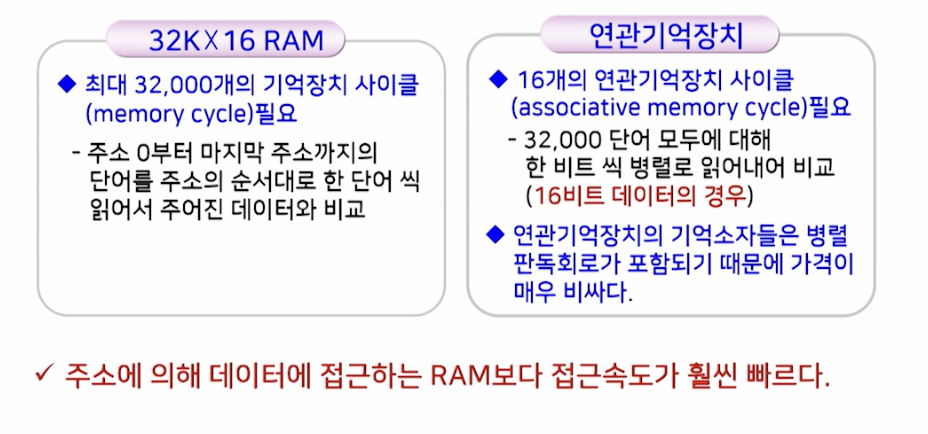 32K×16 RAM
◆ 최대 32,000개의 기억장치 사이클
(memory cycle)필요
- 주소 0부터 마지막 주소까지의
단어를 주소의 순서대로 한 단어 씩
읽어서 주어진 데이터와 비교
연관기억장치
◆ 16개의 연관기억장치 사이클
(associative memory cycle)필요
- 32,000 단어 모두에 대해
한 비트 씩 병렬로 읽어내어 비교
(16비트 데이터의 경우)
◆ 연관기억장치의 기억소자들은 병렬
판독회로가 포함되기 때문에 가격이
매우 비싸다.
✓ 주소에 의해 데이터에 접근하는 RAM보다 접근속도가 훨씬 빠르다.